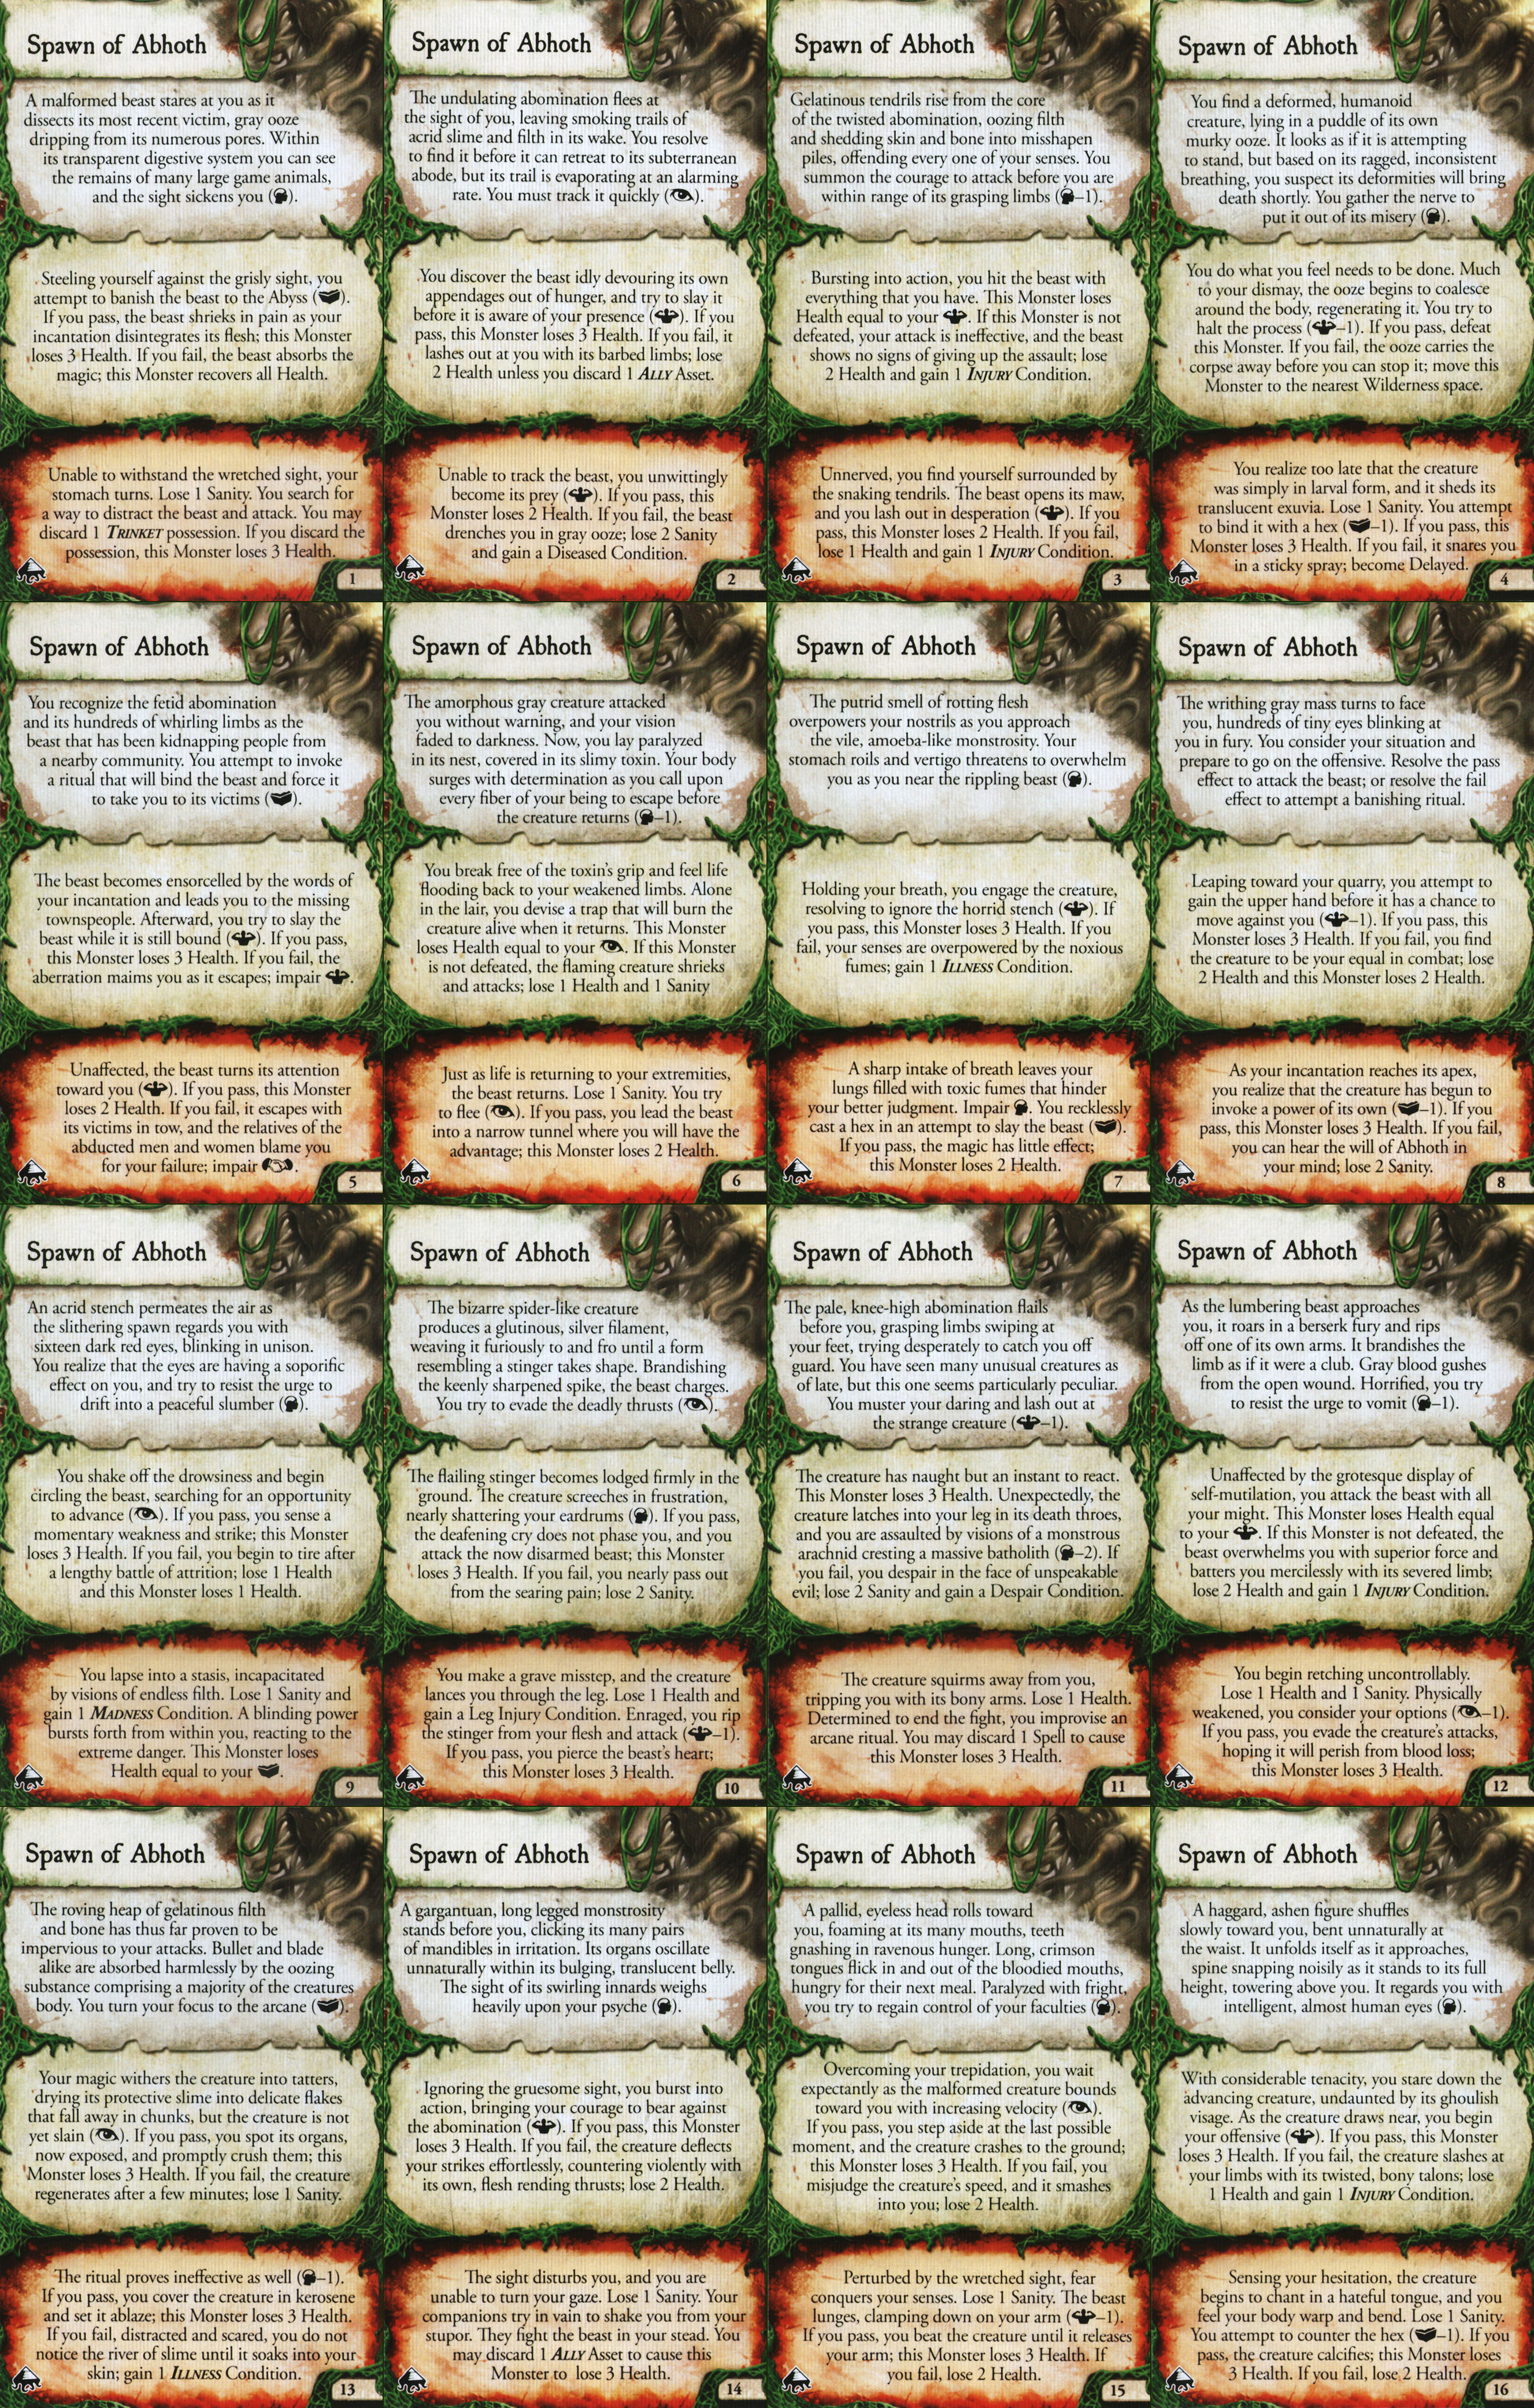 Spawn of Abhoth
A malformed beast stares at you as it
dissects its most recent victim, gray ooze
dripping from its numerous pores. Within
its transparent digestive system you can see
the remains of many large game animals,
and the sight sickens you ( ).
Steeling yourself against the grisly sight, you
attempt to banish the beast to the Abyss ( ).
If you pass, the beast shrieks in pain as your
incantation disintegrates its flesh; this Monster
loses 3 Health. If you fail, the beast absorbs the
magic; this Monster recovers all Health.
Unable to withstand the wretched sight, your
stomach turns. Lose 1 Sanity. You search for
a way to distract the beast and attack. You may
discard 1 TRINKET possession. If you discard the
possession, this Monster loses 3 Health.
1
Spawn of Abhoth
The undulating abomination flees at
the sight of you, leaving smoking trails of
acrid slime and filth in its wake. You resolve
to find it before it can retreat to its subterranean
abode, but its trail is evaporating at an alarming
rate. You must track it quickly ( ).
You discover the beast idly devouring its own
appendages out of hunger, and try to slay it
before it is aware of your presence ( ). If you
pass, this Monster loses 3 Health. If you fail, it
lashes out at you with its barbed limbs; lose
2 Health unless you discard 1 ALLY Asset.
Unable to track the beast, you unwittingly
become its prey ( ). If you pass, this
Monster loses 2 Health. If you fail, the beast
drenches you in gray ooze; lose 2 Sanity
and gain a Diseased Condition.
2
Spawn of Abhoth
Gelatinous tendrils rise from the core
of the twisted abomination, oozing filth
and shedding skin and bone into misshapen
piles, offending every one of your senses. You
summon the courage to attack before you are
within range of its grasping limbs ( –1).
Bursting into action, you hit the beast with
everything that you have. This Monster loses
Health equal to your . If this Monster is not
defeated, your attack is ineffective, and the beast
shows no signs of giving up the assault; lose
2 Health and gain 1 INJURY Condition.
Unnerved, you find yourself surrounded by
the snaking tendrils. The beast opens its maw,
and you lash out in desperation ( ). If you
pass, this Monster loses 2 Health. If you fail,
lose 1 Health and gain 1 INJURY Condition.
3
Spawn of Abhoth
You find a deformed, humanoid
creature, lying in a puddle of its own
murky ooze. It looks as if it is attempting
to stand, but based on its ragged, inconsistent
breathing, you suspect its deformities will bring
death shortly. You gather the nerve to
put it out of its misery ( ).
You do what you feel needs to be done. Much
to your dismay, the ooze begins to coalesce
around the body, regenerating it. You try to
halt the process ( –1). If you pass, defeat
this Monster. If you fail, the ooze carries the
corpse away before you can stop it; move this
Monster to the nearest Wilderness space.
You realize too late that the creature
was simply in larval form, and it sheds its
translucent exuvia. Lose 1 Sanity. You attempt
to bind it with a hex ( –1). If you pass, this
Monster loses 3 Health. If you fail, it snares you
in a sticky spray; become Delayed.
4
Spawn of Abhoth
You recognize the fetid abomination
and its hundreds of whirling limbs as the
beast that has been kidnapping people from
a nearby community. You attempt to invoke
a ritual that will bind the beast and force it
to take you to its victims ( ).
The beast becomes ensorcelled by the words of
your incantation and leads you to the missing
townspeople. Afterward, you try to slay the
beast while it is still bound ( ). If you pass,
this Monster loses 3 Health. If you fail, the
aberration maims you as it escapes; impair .
Unaffected, the beast turns its attention
toward you ( ). If you pass, this Monster
loses 2 Health. If you fail, it escapes with
its victims in tow, and the relatives of the
abducted men and women blame you
for your failure; impair .
5
Spawn of Abhoth
The amorphous gray creature attacked
you without warning, and your vision
faded to darkness. Now, you lay paralyzed
in its nest, covered in its slimy toxin. Your body
surges with determination as you call upon
every fiber of your being to escape before
the creature returns ( –1).
You break free of the toxin's grip and feel life
flooding back to your weakened limbs. Alone
in the lair, you devise a trap that will burn the
creature alive when it returns. This Monster
loses Health equal to your . If this Monster
is not defeated, the flaming creature shrieks
and attacks; lose 1 Health and 1 Sanity
Just as life is returning to your extremities,
the beast returns. Lose 1 Sanity. You try
to flee ( ). If you pass, you lead the beast
into a narrow tunnel where you will have the
advantage; this Monster loses 2 Health.
6
Spawn of Abhoth
The putrid smell of rotting flesh
overpowers your nostrils as you approach
the vile, amoeba-like monstrosity. Your
stomach roils and vertigo threatens to overwhelm
you as you near the rippling beast ( ).
Holding your breath, you engage the creature,
resolving to ignore the horrid stench ( ). If
you pass, this Monster loses 3 Health. If you
fail, your senses are overpowered by the noxious
fumes; gain 1 ILLNESS Condition.
A sharp intake of breath leaves your
lungs filled with toxic fumes that hinder
your better judgment. Impair . You recklessly
cast a hex in an attempt to slay the beast ( ).
If you pass, the magic has little effect;
this Monster loses 2 Health.
7
Spawn of Abhoth
The writhing gray mass turns to face
you, hundreds of tiny eyes blinking at
you in fury. You consider your situation and
prepare to go on the offensive. Resolve the pass
effect to attack the beast; or resolve the fail
effect to attempt a banishing ritual.
Leaping toward your quarry, you attempt to
gain the upper hand before it has a chance to
move against you ( –1). If you pass, this
Monster loses 3 Health. If you fail, you find
the creature to be your equal in combat; lose
2 Health and this Monster loses 2 Health.
As your incantation reaches its apex,
you realize that the creature has begun to
invoke a power of its own ( –1). If you
pass, this Monster loses 3 Health. If you fail,
you can hear the will of Abhoth in
your mind; lose 2 Sanity.
8
Spawn of Abhoth
An acrid stench permeates the air as
the slithering spawn regards you with
sixteen dark red eyes, blinking in unison.
You realize that the eyes are having a soporific
effect on you, and try to resist the urge to
drift into a peaceful slumber ( ).
You shake off the drowsiness and begin
circling the beast, searching for an opportunity
to advance ( ). If you pass, you sense a
momentary weakness and strike; this Monster
loses 3 Health. If you fail, you begin to tire after
a lengthy battle of attrition; lose 1 Health
and this Monster loses 1 Health.
You lapse into a stasis, incapacitated
by visions of endless filth. Lose 1 Sanity and
gain 1 MADNESS Condition. A blinding power
bursts forth from within you, reacting to the
extreme danger. This Monster loses
Health equal to your .
9
Spawn of Abhoth
The bizarre spider-like creature
produces a glutinous, silver filament,
weaving it furiously to and fro until a form
resembling a stinger takes shape. Brandishing
the keenly sharpened spike, the beast charges.
You try to evade the deadly thrusts ( ).
The flailing stinger becomes lodged firmly in the
ground. The creature screeches in frustration,
nearly shattering your eardrums ( ). If you pass,
the deafening cry does not phase you, and you
attack the now disarmed beast; this Monster
loses 3 Health. If you fail, you nearly pass out
from the searing pain; lose 2 Sanity.
You make a grave misstep, and the creature
lances you through the leg. Lose 1 Health and
gain a Leg Injury Condition. Enraged, you rip
the stinger from your flesh and attack ( –1).
If you pass, you pierce the beast's heart;
this Monster loses 3 Health.
10
Spawn of Abhoth
The pale, knee-high abomination flails
before you, grasping limbs swiping at
your feet, trying desperately to catch you off
guard. You have seen many unusual creatures as
of late, but this one seems particularly peculiar.
You muster your daring and lash out at
the strange creature ( –1).
The creature has naught but an instant to react.
This Monster loses 3 Health. Unexpectedly, the
creature latches into your leg in its death throes,
and you are assaulted by visions of a monstrous
arachnid cresting a massive batholith ( –2). If
you fail, you despair in the face of unspeakable
evil; lose 2 Sanity and gain a Despair Condition.
The creature squirms away from you,
tripping you with its bony arms. Lose 1 Health.
Determined to end the fight, you improvise an
arcane ritual. You may discard 1 Spell to cause
this Monster loses 3 Health.
11
Spawn of Abhoth
As the lumbering beast approaches
you, it roars in a berserk fury and rips
off one of its own arms. It brandishes the
limb as if it were a club. Gray blood gushes
from the open wound. Horrified, you try
to resist the urge to vomit ( –1).
Unaffected by the grotesque display of
self-mutilation, you attack the beast with all
your might. This Monster loses Health equal
to your . If this Monster is not defeated, the
beast overwhelms you with superior force and
batters you mercilessly with its severed limb;
lose 2 Health and gain 1 INJURY Condition.
You begin retching uncontrollably.
Lose 1 Health and 1 Sanity. Physically
weakened, you consider your options ( –1).
If you pass, you evade the creature's attacks,
hoping it will perish from blood loss;
this Monster loses 3 Health.
12
Spawn of Abhoth
The roving heap of gelatinous filth
and bone has thus far proven to be
impervious to your attacks. Bullet and blade
alike are absorbed harmlessly by the oozing
substance comprising a majority of the creatures
body. You turn your focus to the arcane ( ).
Your magic withers the creature into tatters,
drying its protective slime into delicate flakes
that fall away in chunks, but the creature is not
yet slain ( ). If you pass, you spot its organs,
now exposed, and promptly crush them; this
Monster loses 3 Health. If you fail, the creature
regenerates after a few minutes; lose 1 Sanity.
The ritual proves ineffective as well ( –1).
If you pass, you cover the creature in kerosene
and set it ablaze; this Monster loses 3 Health.
If you fail, distracted and scared, you do not
notice the river of slime until it soaks into your
skin; gain 1 ILLNESS Condition.
13
Spawn of Abhoth
A gargantuan, long legged monstrosity
stands before you, clicking its many pairs
of mandibles in irritation. Its organs oscillate
unnaturally within its bulging, translucent belly.
The sight of its swirling innards weighs
heavily upon your psyche ( ).
Ignoring the gruesome sight, you burst into
action, bringing your courage to bear against
the abomination ( ). If you pass, this Monster
loses 3 Health. If you fail, the creature deflects
your strikes effortlessly, countering violently with
its own, flesh rending thrusts; lose 2 Health.
The sight disturbs you, and you are
unable to turn your gaze. Lose 1 Sanity. Your
companions try in vain to shake you from your
stupor. They fight the beast in your stead. You
may discard 1 ALLY Asset to cause this
Monster to lose 3 Health.
14
Spawn of Abhoth
A pallid, eyeless head rolls toward
you, foaming at its many mouths, teeth
gnashing in ravenous hunger. Long, crimson
tongues flick in and out of the bloodied mouths,
hungry for their next meal. Paralyzed with fright,
you try to regain control of your faculties ( ).
Overcoming your trepidation, you wait
expectantly as the malformed creature bounds
toward you with increasing velocity ( ).
If you pass, you step aside at the last possible
moment, and the creature crashes to the ground;
this Monster loses 3 Health. If you fail, you
misjudge the creature's speed, and it smashes
into you; lose 2 Health.
Perturbed by the wretched sight, fear
conquers your senses. Lose 1 Sanity. The beast
lunges, clamping down on your arm ( –1).
If you pass, you beat the creature until it releases
your arm; this Monster loses 3 Health. If
you fail, lose 2 Health.
15
Spawn of Abhoth
A haggard, ashen figure shuffles
slowly toward you, bent unnaturally at
the waist. It unfolds itself as it approaches,
spine snapping noisily as it stands to its full
height, towering above you. It regards you with
intelligent, almost human eyes ( ).
With considerable tenacity, you stare down the
advancing creature, undaunted by its ghoulish
visage. As the creature draws near, you begin
your offensive ( ). If you pass, this Monster
loses 3 Health. If you fail, the creature slashes at
your limbs with its twisted, bony talons; lose
1 Health and gain 1 INJURY Condition.
Sensing your hesitation, the creature
begins to chant in a hateful tongue, and you
feel your body warp and bend. Lose 1 Sanity.
You attempt to counter the hex ( –1). If you
pass, the creature calcifies; this Monster loses
3 Health. If you fail, lose 2 Health.
16